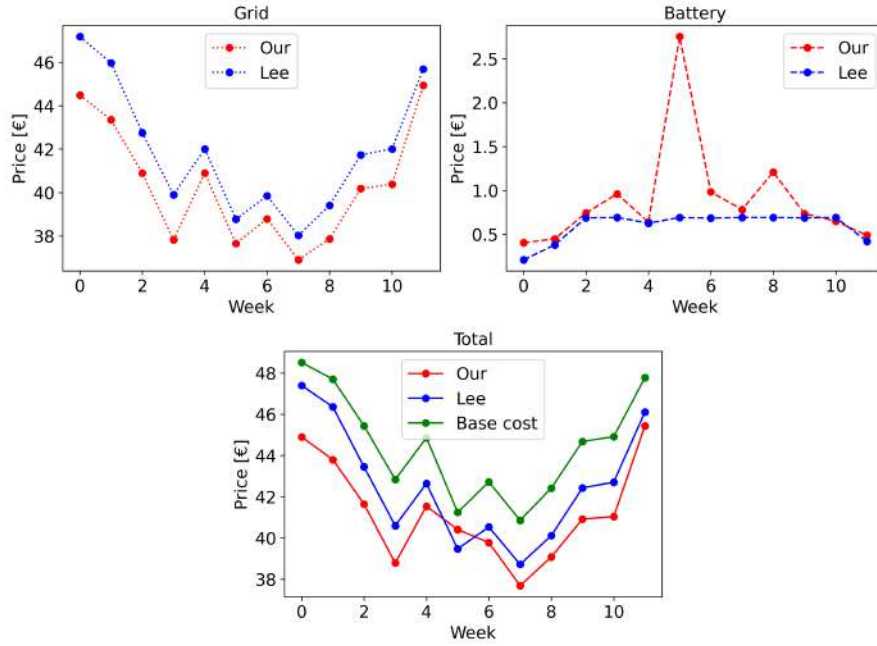 Grid
Price [€]
46
44
42
40
38
0 2 4 6 8 10
Week
Our
Lee
Battery
Price [€]
2.5
2.0
1.5
1.0
0.5
0 2 4 6 8 10
Week
Our
Lee
Total
Price [€]
48
46
44
42
40
38
0 2 4 6 8 10
Week
Our
Lee
Base cost